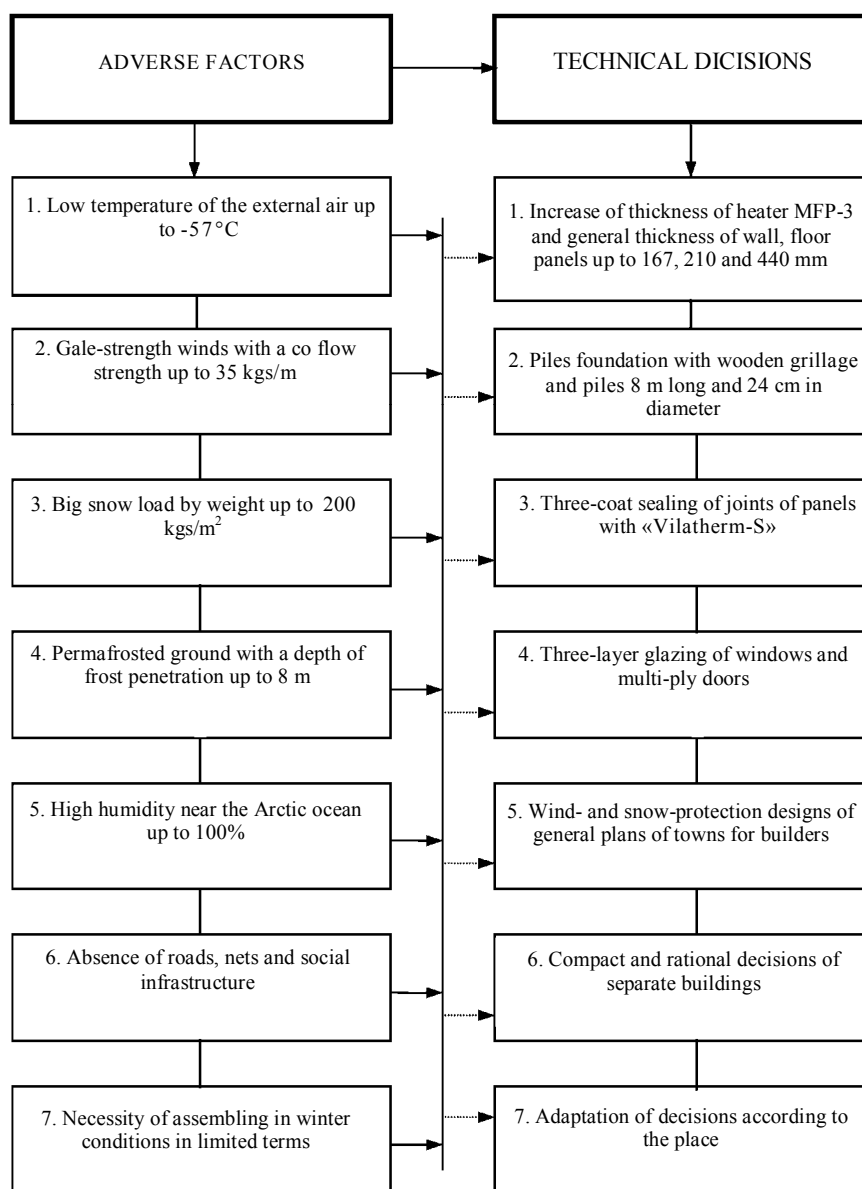 ADVERSE FACTORS
TECHNICAL DICISIONS
1. Low temperature of the external air up
to -57°C
2. Gale-strength winds with a co flow
strength up to 35 kgs/m
3. Big snow load by weight up to 200
kgs/m²
4. Permafrosted ground with a depth of
frost penetration up to 8 m
5. High humidity near the Arctic ocean
up to 100%
6. Absence of roads, nets and social
infrastructure
7. Necessity of assembling in winter
conditions in limited terms
1. Increase of thickness of heater MFP-3
and general thickness of wall, floor
panels up to 167, 210 and 440 mm
2. Piles foundation with wooden grillage
and piles 8 m long and 24 cm in
diameter
3. Three-coat sealing of joints of panels
with «Vilatherm-S»
4. Three-layer glazing of windows and
multi-ply doors
5. Wind- and snow-protection designs of
general plans of towns for builders
6. Compact and rational decisions of
separate buildings
7. Adaptation of decisions according to
the place